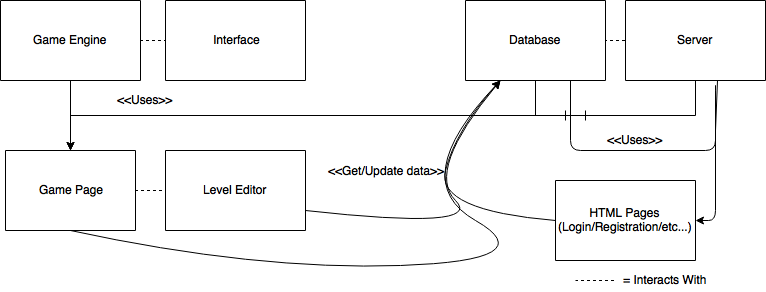 Game Engine
Interface
Database
Server
<<Uses>>
<<Uses>>
<<Get/Update data>>
Game Page
Level Editor
HTML Pages
(Login/Registration/etc...)
= Interacts With